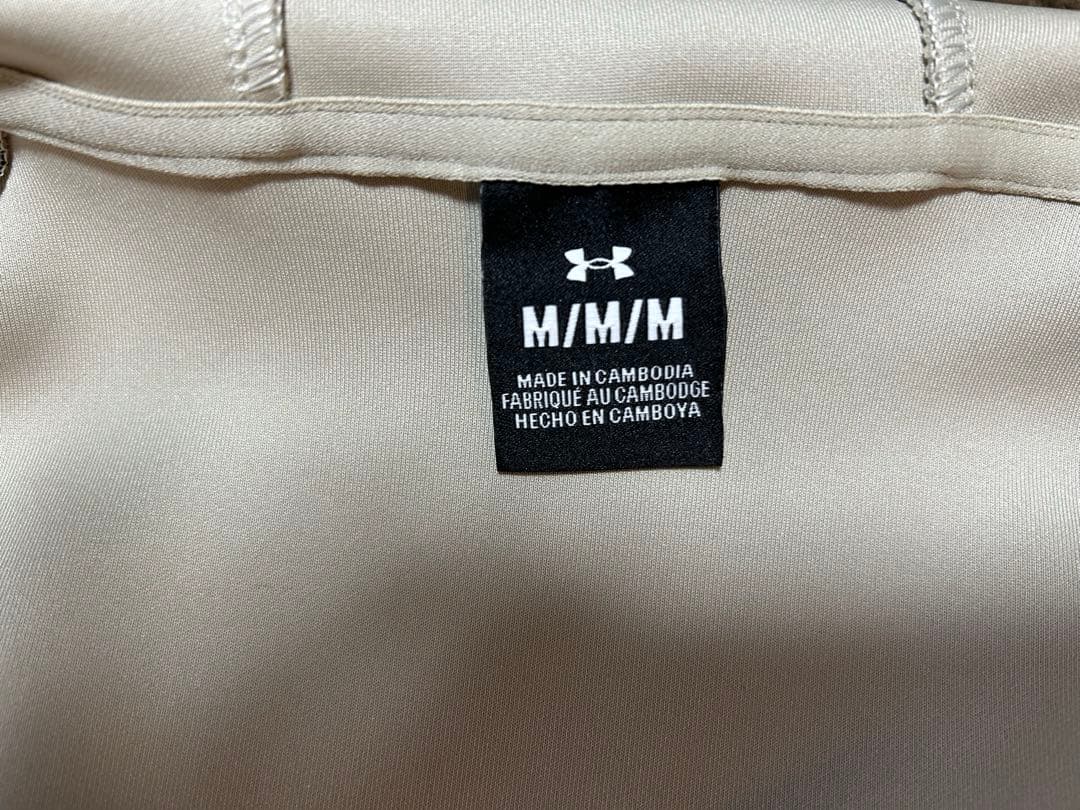 M/M/M
MADE IN CAMBODIA
FABRIQUÉ AU CAMBODGE
HECHO EN CAMBOYA